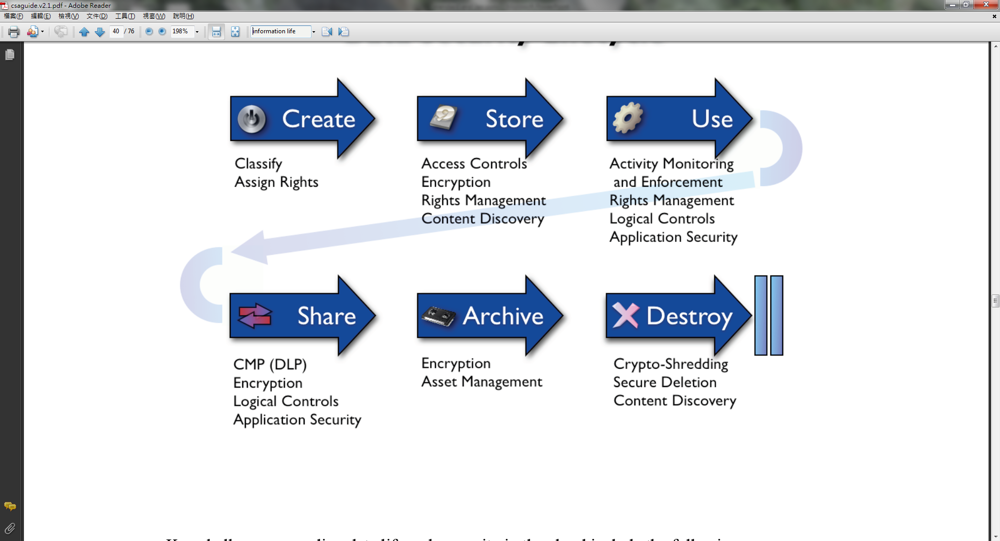 csaguide.v2.1.pdf - Adobe Reader
檔案(F) 編輯(E) 檢視(V) 文件(D) 工具(T) 視窗(W) 說明(H)
40 / 76 198% information life
Create
Store
Use
Classify
Assign Rights
Access Controls
Encryption
Rights Management
Content Discovery
Activity Monitoring
and Enforcement
Rights Management
Logical Controls
Application Security
Share
Archive
Destroy
CMP (DLP)
Encryption
Logical Controls
Application Security
Encryption
Asset Management
Crypto-Shredding
Secure Deletion
Content Discovery